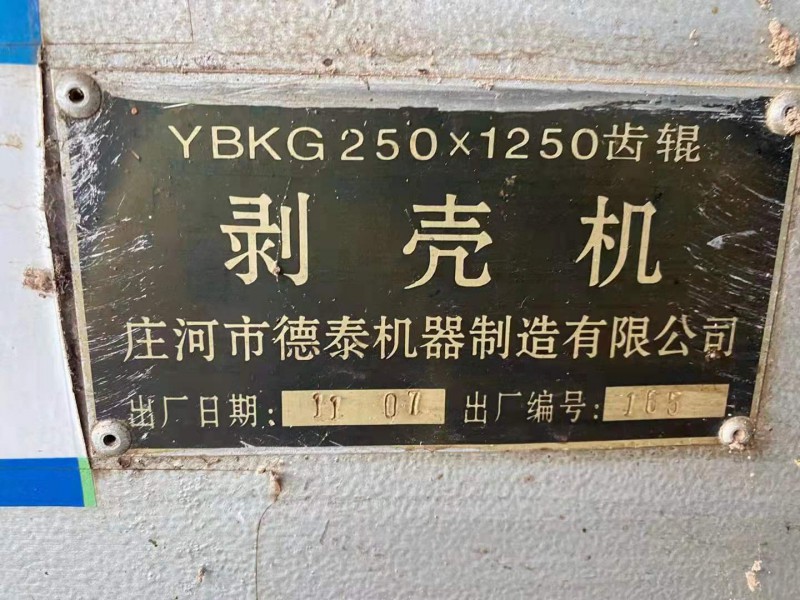 YBKG250×1250齿辊
剥壳机
庄河市德泰机器制造有限公司
出厂日期: 11 07 出厂编号: 165